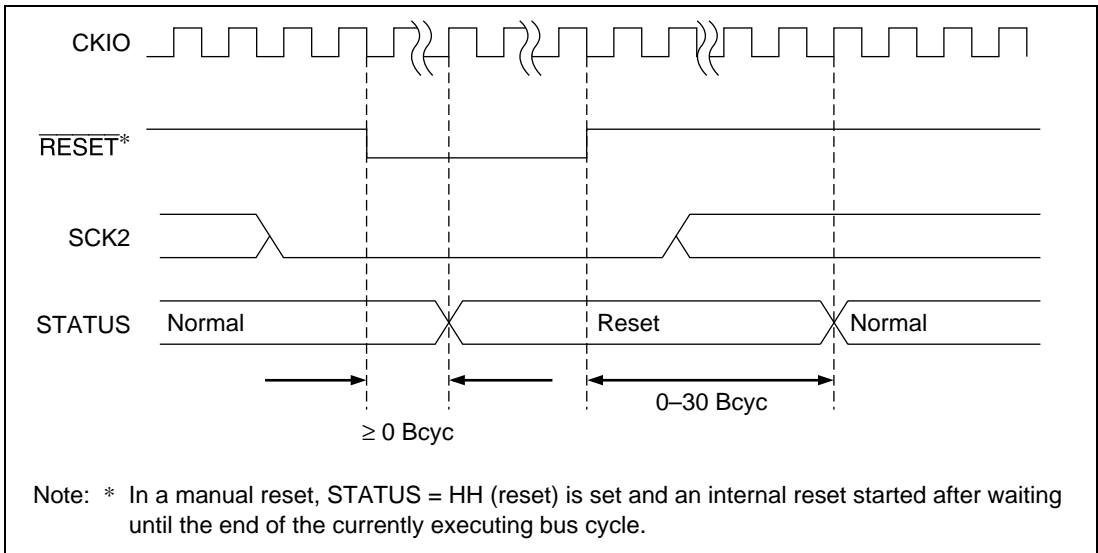 CKIO
RESET*
SCK2
STATUS Normal Reset Normal
0–30 Bcyc
≥ 0 Bcyc
Note: * In a manual reset, STATUS = HH (reset) is set and an internal reset started after waiting
until the end of the currently executing bus cycle.